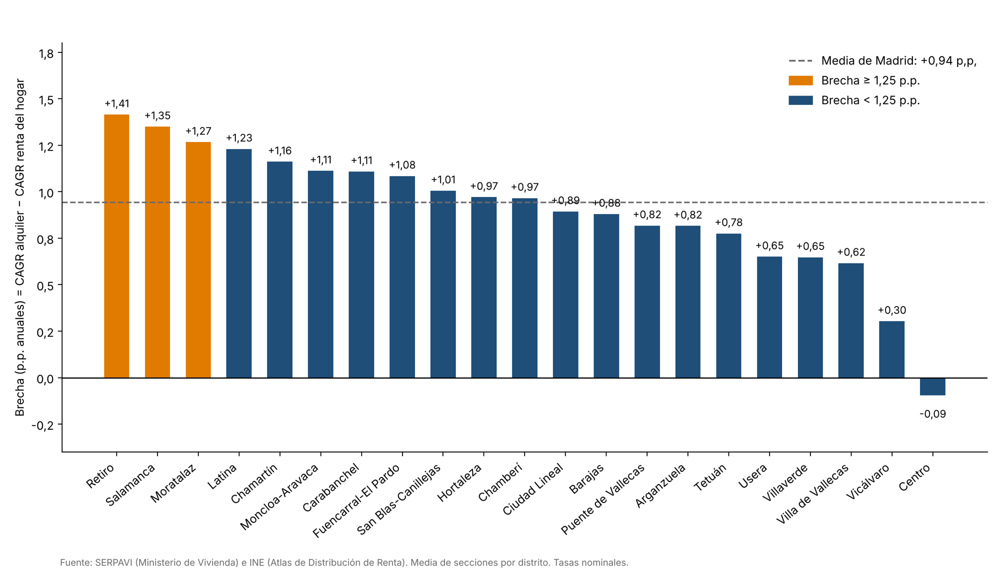 Brecha (p.p. anuales) = CAGR alquiler − CAGR renta del hogar
1,8
1,5
1,2
1,0
0,8
0,5
0,2
0,0
-0,2
Media de Madrid: +0,94 p,p,
Brecha ≥ 1,25 p.p.
Brecha < 1,25 p.p.
+1,41
+1,35
+1,27
+1,23
+1,16
+1,11
+1,11
+1,08
+1,01
+0,97
+0,97
+0,89
+0,88
+0,82
+0,82
+0,78
+0,65
+0,65
+0,62
+0,30
-0,09
Retiro
Salamanca
Moratalaz
Latina
Chamartín
Moncloa-Aravaca
Carabanchel
Fuencarral-El Pardo
San Blas-Canillejas
Hortaleza
Chamberí
Ciudad Lineal
Barajas
Puente de Vallecas
Arganzuela
Tetuán
Usera
Villaverde
Villa de Vallecas
Vicálvaro
Centro
Fuente: SERPAVI (Ministerio de Vivienda) e INE (Atlas de Distribución de Renta). Media de secciones por distrito. Tasas nominales.